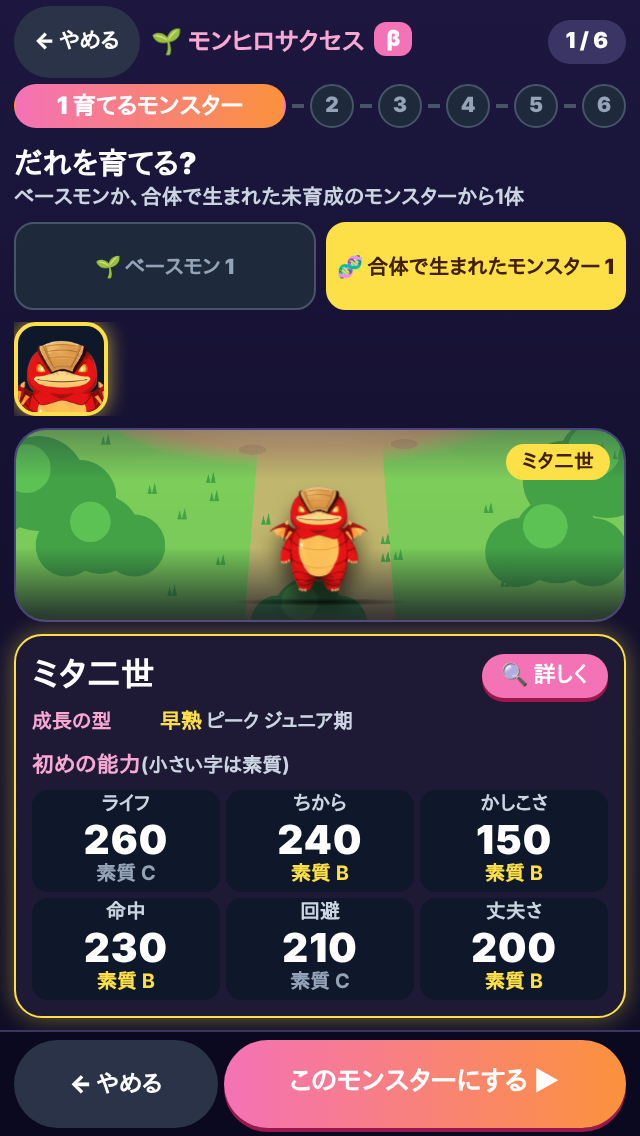 ← やめる
🌱 モンヒロサクセス β
1 / 6
1 育てるモンスター 2 3 4 5 6
だれを育てる?
ベースモンか、合体で生まれた未育成のモンスターから1体
🌱 ベースモン 1
🧬 合体で生まれたモンスター 1
ミタ二世
ミタ二世
🔍 詳しく
成長の型 早熟 ピーク ジュニア期
初めの能力(小さい字は素質)
ライフ ちから かしこさ
260 240 150
素質 C 素質 B 素質 B
命中 回避 丈夫さ
230 210 200
素質 B 素質 C 素質 B
← やめる
このモンスターにする ▶